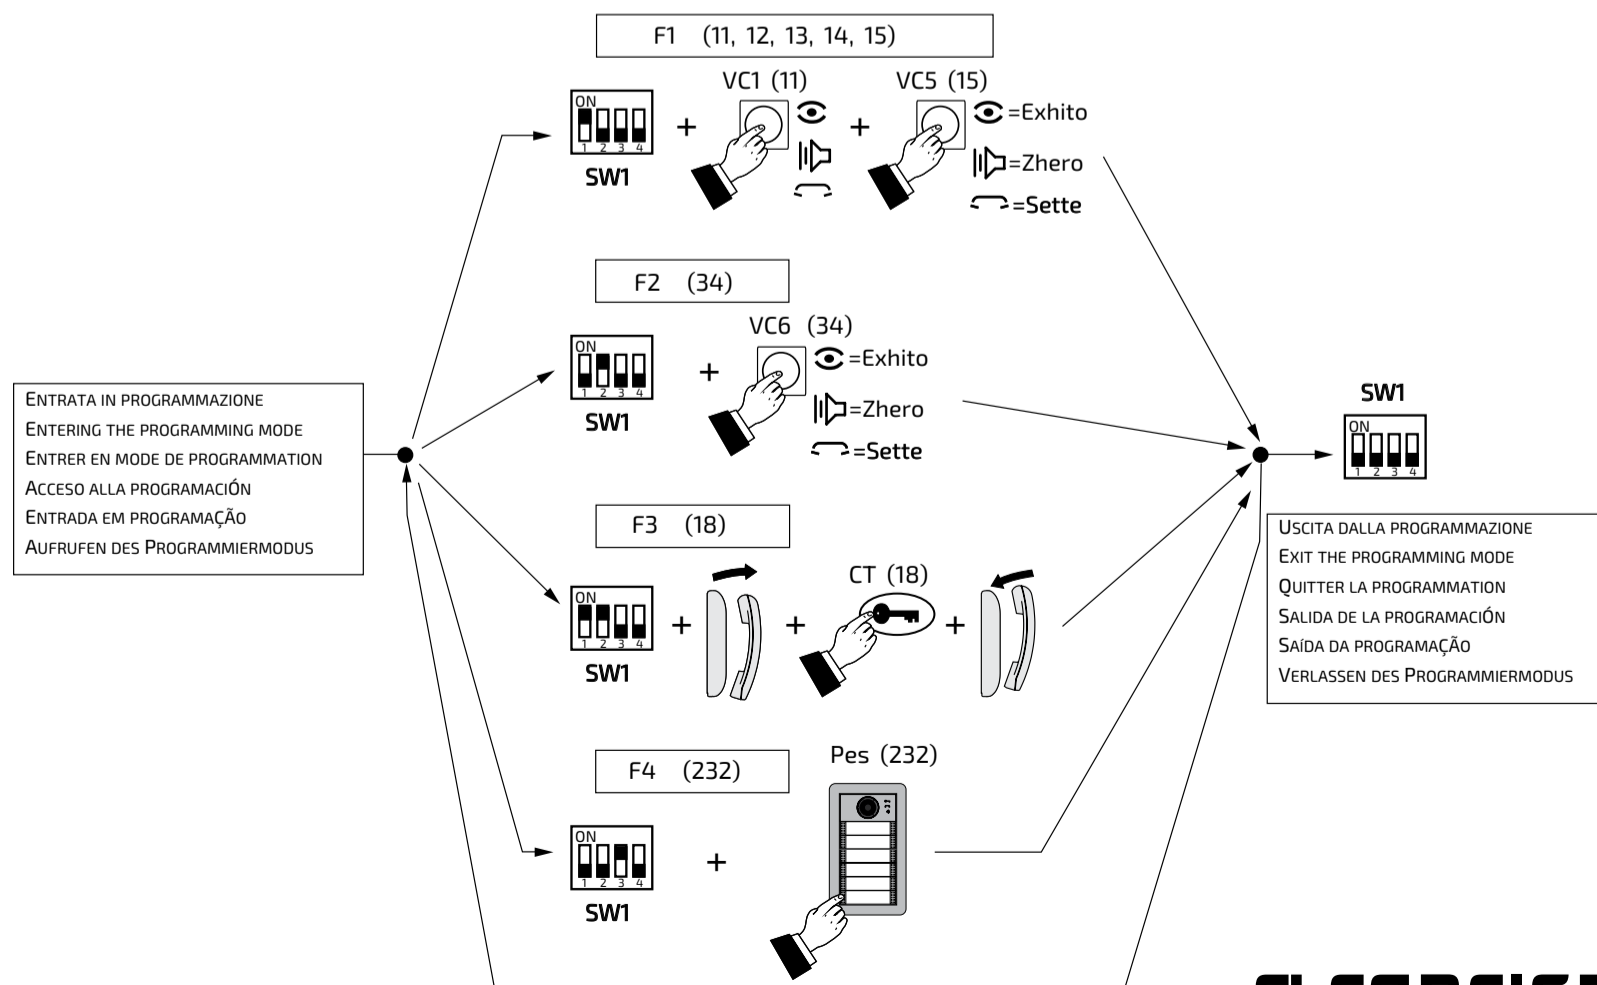 F1 (11, 12, 13, 14, 15)
VC1 (11)
VC5 (15)
ON
1 2 3 4
SW1
+
+
=Exhito
=Zhero
=Sette
F2 (34)
VC6 (34)
ON
1 2 3 4
SW1
+
=Exhito
=Zhero
=Sette
ENTRATA IN PROGRAMMAZIONE
ENTERING THE PROGRAMMING MODE
ENTRER EN MODE DE PROGRAMMATION
ACCESO ALLA PROGRAMACIÓN
ENTRADA EM PROGRAMAÇÃO
AUFRUFEN DES PROGRAMMIERMODUS
SW1
ON
1 2 3 4
USCITA DALLA PROGRAMMAZIONE
EXIT THE PROGRAMMING MODE
QUITTER LA PROGRAMMATION
SALIDA DE LA PROGRAMACIÓN
SAÍDA DA PROGRAMAÇÃO
VERLASSEN DES PROGRAMMIERMODUS
F3 (18)
CT (18)
ON
1 2 3 4
SW1
+
+
+
F4 (232)
Pes (232)
ON
1 2 3 4
SW1
+